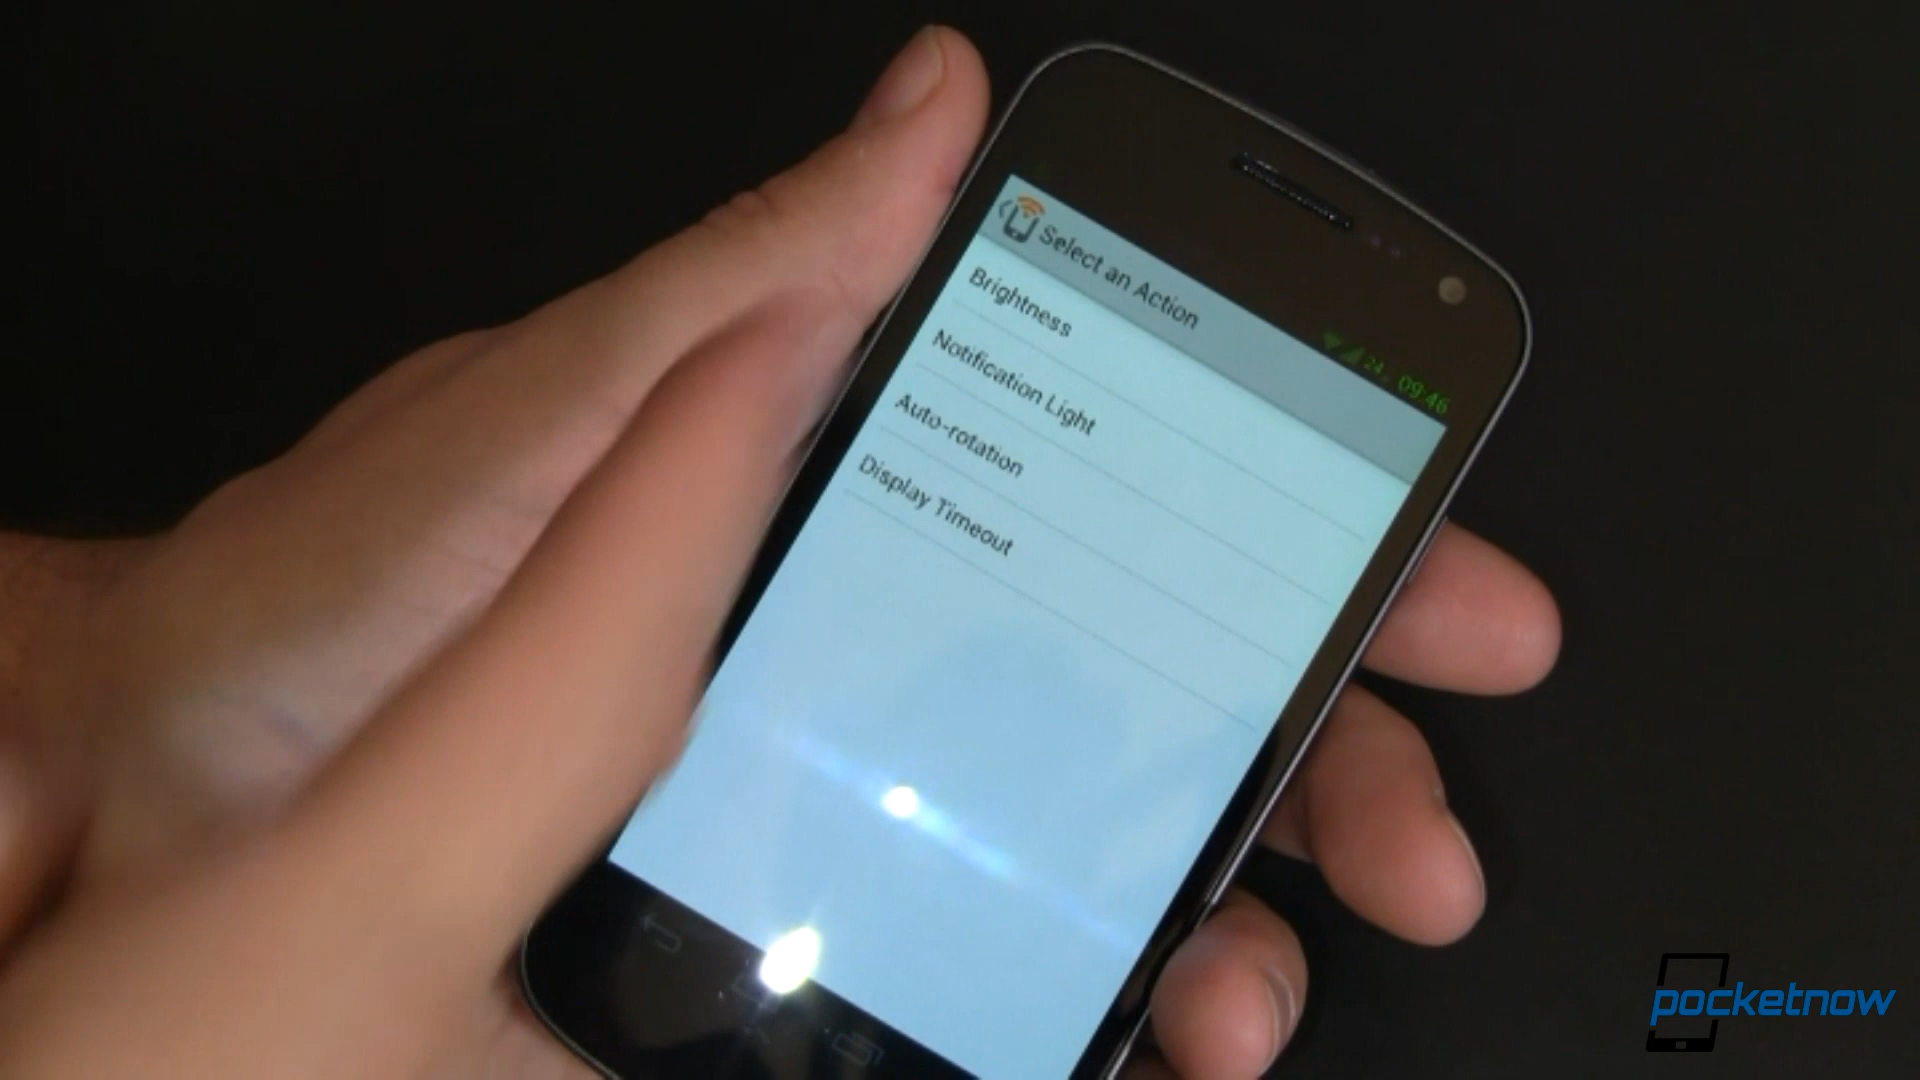 24 09:46
Select an Action
Brightness
Notification Light
Auto-rotation
Display Timeout
pocketnow